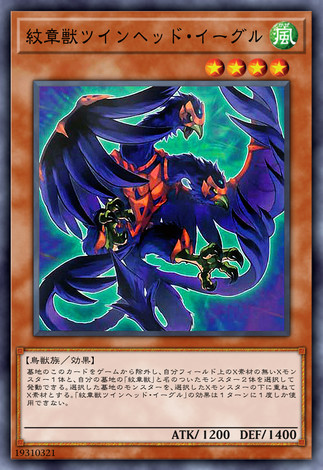 紋章獣ツインヘッド・イーグル
風
【鳥獣族／効果】
墓地のこのカードをゲームから除外し、自分フィールド上のX素材の無いXモ
ンスター1体と、自分の墓地の「紋章獣」と名のついたモンスター2体を選択して
発動できる。選択した墓地のモンスターを、選択したXモンスターの下に重ねて
X素材とする。「紋章獣ツインヘッド・イーグル」の効果は1ターンに1度しか使
用できない。
ATK/1200 DEF/1400
19310321